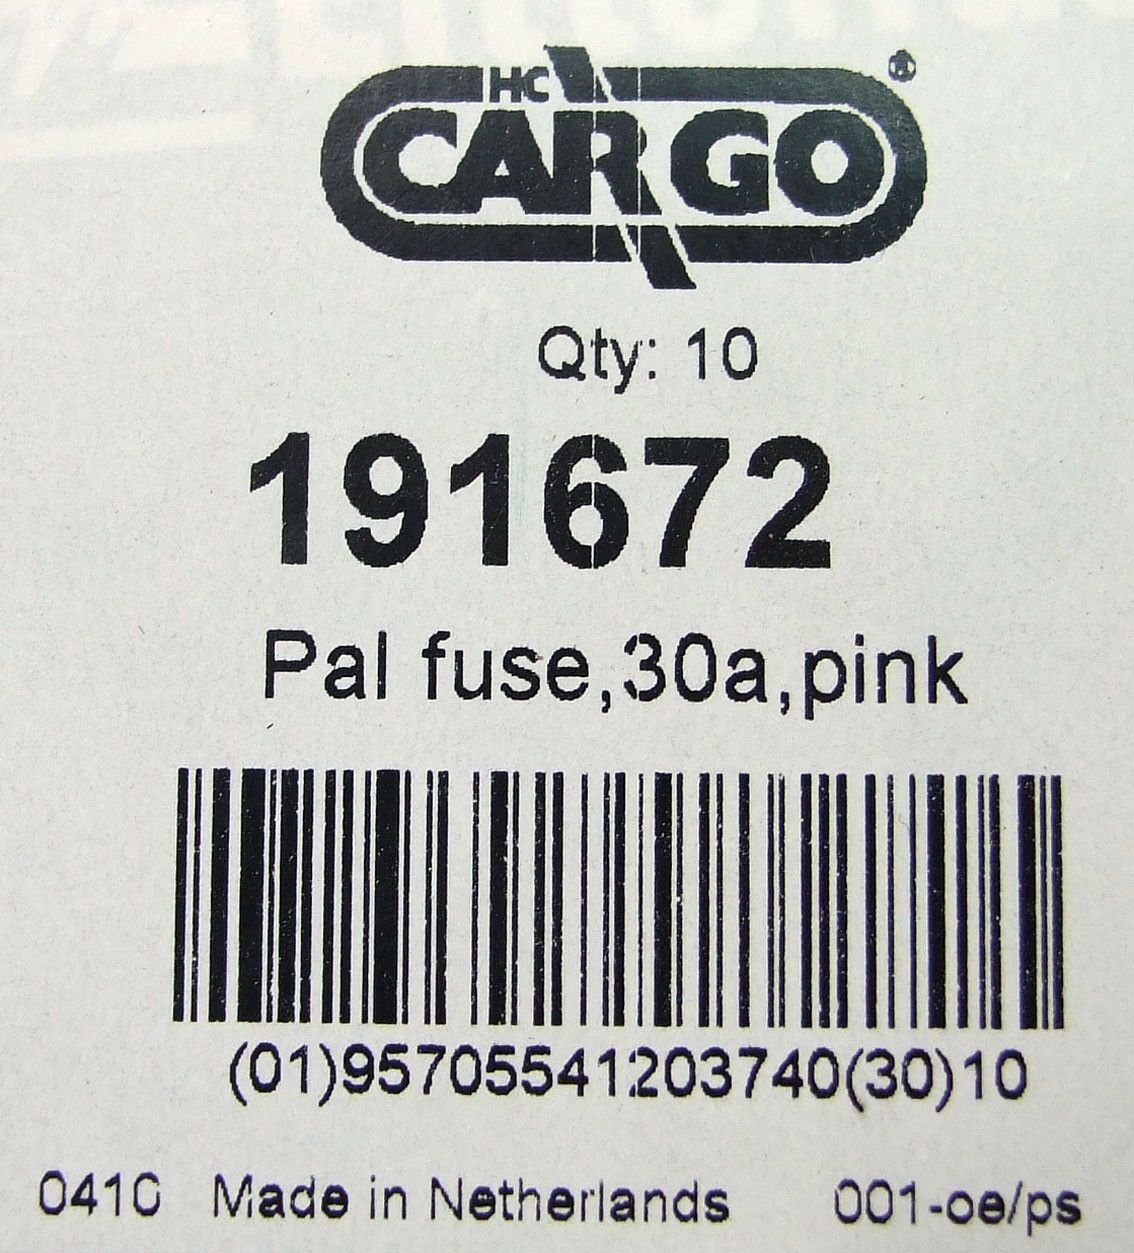 HC
CARGO®
Qty: 10
191672
Pal fuse,30a,pink
(01)95705541203740(30)10
0410 Made in Netherlands 001-oe/ps